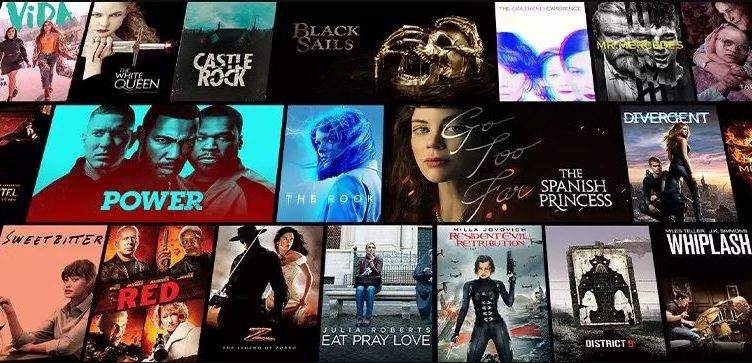 ViDA
THE
WHITE
QUEEN
CASTLE
ROCK
BLACK
SAILS
THE GIRLFRIEND EXPERIENCE
MR. MERCEDES
POWER
THE ROOK
Go
Too
Far
THE
SPANISH
PRINCESS
DIVERGENT
SWEETBITTER
RED
Z
THE LEGEND OF ZORRO
JULIA ROBERTS
EAT PRAY LOVE
MILLA JOVOVICH
RESIDENT EVIL
RETRIBUTION
DISTRICT 9
MILES TELLER J.K. SIMMONS
WHIPLASH